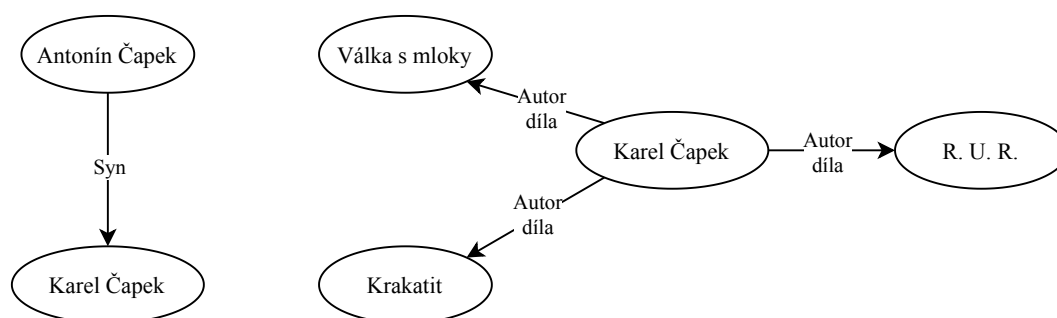 Antonín Čapek
Syn
Karel Čapek
Válka s mloky
Autor
díla
Karel Čapek
Autor
díla
R. U. R.
Autor
díla
Krakatit